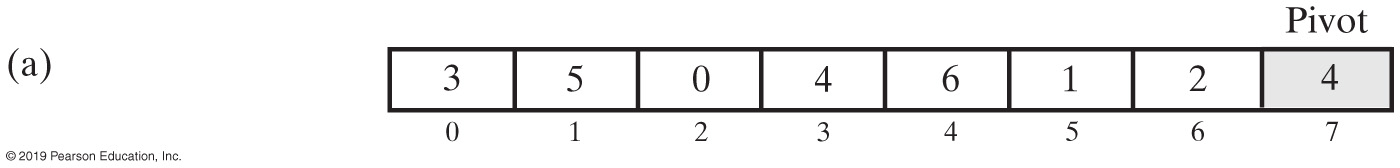 Pivot
(a) 3 5 0 4 6 1 2 4
0 1 2 3 4 5 6 7
© 2019 Pearson Education, Inc.